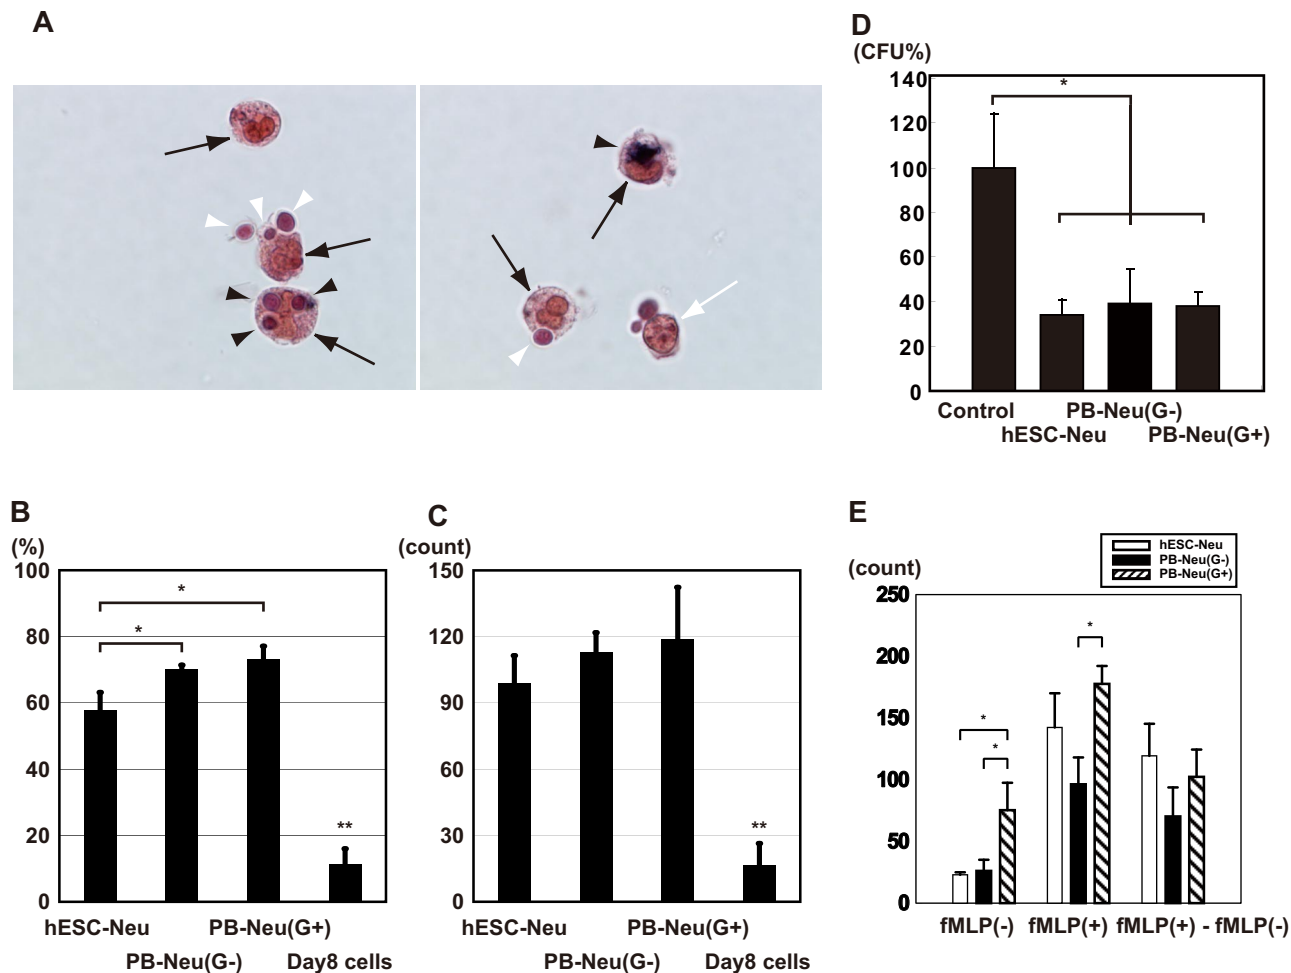 A
D
(CFU%)
140
*
120
100
80
60
40
20
0
Control PB-Neu(G-)
hESC-Neu PB-Neu(G+)
B
(%)
100
*
80
*
60
40
20
**
0
hESC-Neu PB-Neu(G+)
PB-Neu(G-) Day8 cells
C
(count)
150
120
90
60
30
**
0
hESC-Neu PB-Neu(G+)
PB-Neu(G-) Day8 cells
E
hESC-Neu
PB-Neu(G-)
PB-Neu(G+)
(count)
250
*
200
150
*
*
100
50
0
fMLP(-) fMLP(+) fMLP(+) - fMLP(-)